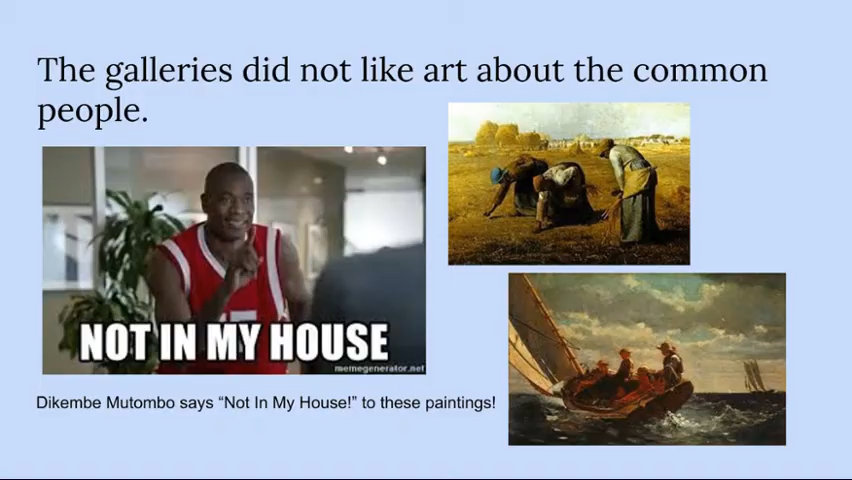 The galleries did not like art about the common
people.
NOT IN MY HOUSE
memegenerator.net
Dikembe Mutombo says “Not In My House!” to these paintings!